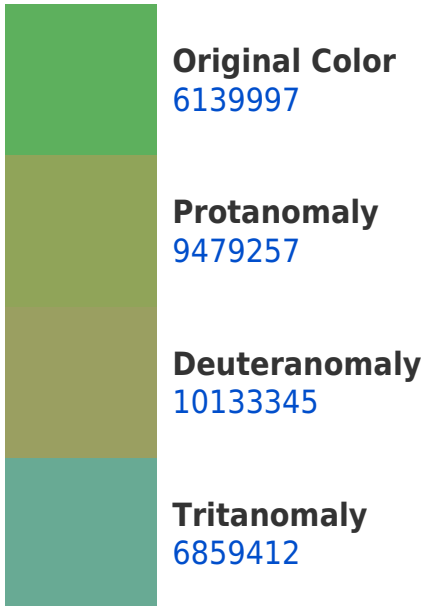 Original Color
6139997
Protanomaly
9479257
Deuteranomaly
10133345
Tritanomaly
6859412